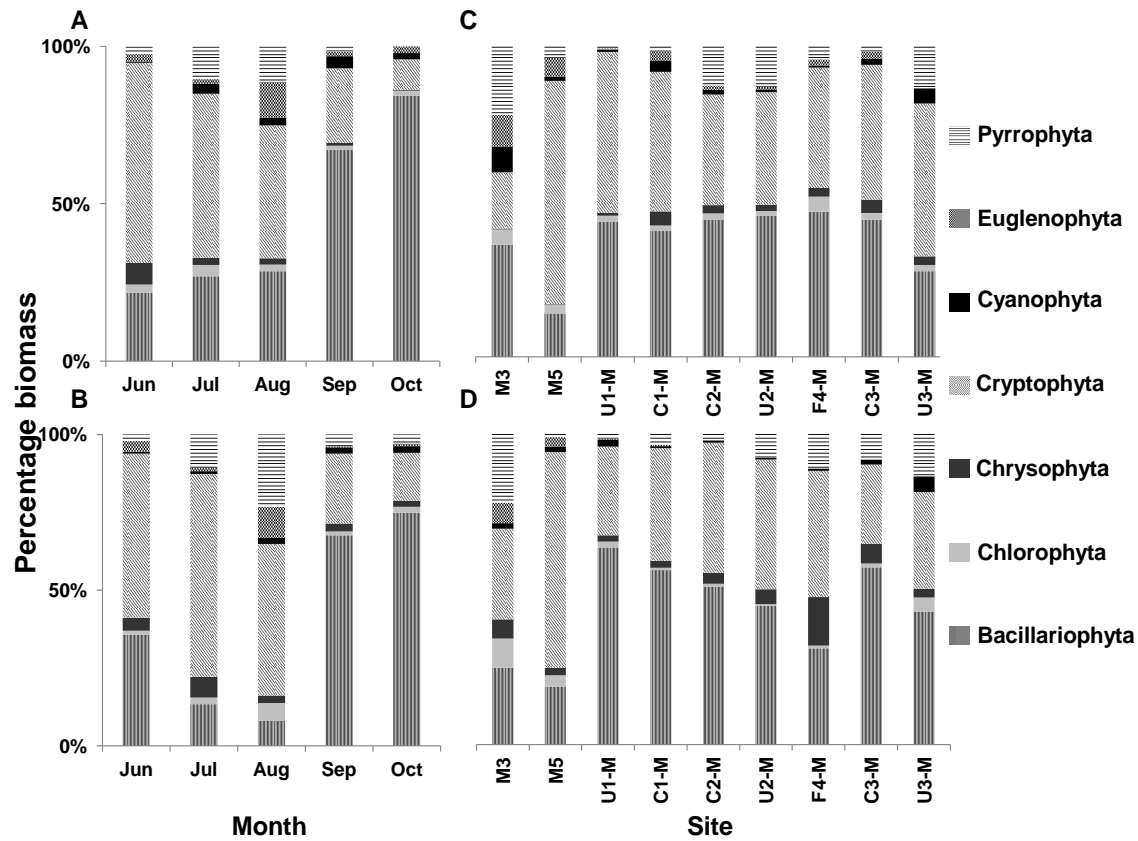 A
C
100%
50%
0%
Jun Jul Aug Sep Oct
M3 M5 U1-M C1-M C2-M U2-M F4-M C3-M U3-M
B
D
100%
50%
0%
Jun Jul Aug Sep Oct
M3 M5 U1-M C1-M C2-M U2-M F4-M C3-M U3-M
Percentage biomass
Month
Site
Pyrrophyta
Euglenophyta
Cyanophyta
Cryptophyta
Chrysophyta
Chlorophyta
Bacillariophyta